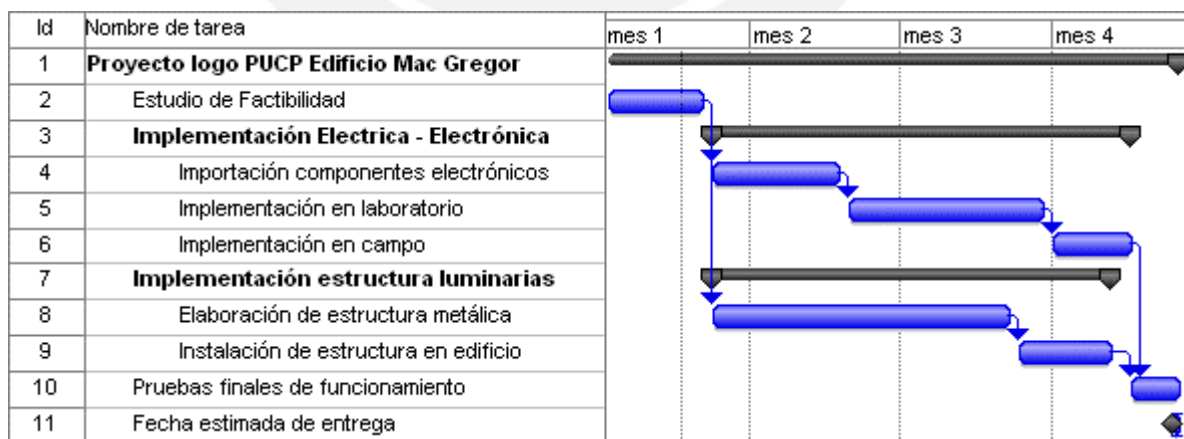 Id Nombre de tarea mes 1 mes 2 mes 3 mes 4
1 Proyecto logo PUCP Edificio Mac Gregor
2 Estudio de Factibilidad
3 Implementación Electrica - Electrónica
4 Importación componentes electrónicos
5 Implementación en laboratorio
6 Implementación en campo
7 Implementación estructura luminarias
8 Elaboración de estructura metálica
9 Instalación de estructura en edificio
10 Pruebas finales de funcionamiento
11 Fecha estimada de entrega